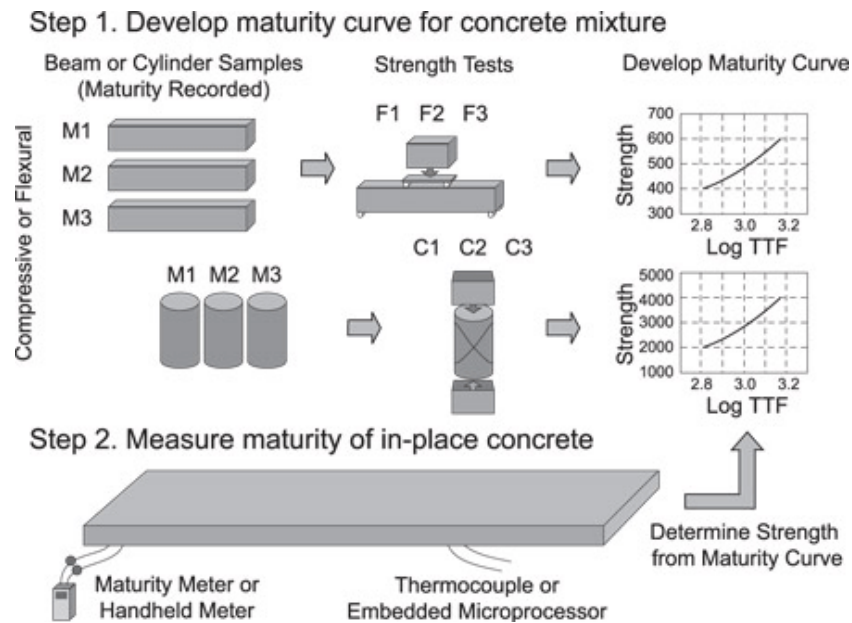 Step 1. Develop maturity curve for concrete mixture
Beam or Cylinder Samples
(Maturity Recorded)
Strength Tests
Develop Maturity Curve
Compressive or Flexural
M1
M2
M3
F1 F2 F3
Strength
700
600
500
400
300
2.8 3.0 3.2
Log TTF
M1 M2 M3
C1 C2 C3
Strength
5000
4000
3000
2000
1000
2.8 3.0 3.2
Log TTF
Step 2. Measure maturity of in-place concrete
Maturity Meter or
Handheld Meter
Thermocouple or
Embedded Microprocessor
Determine Strength
from Maturity Curve